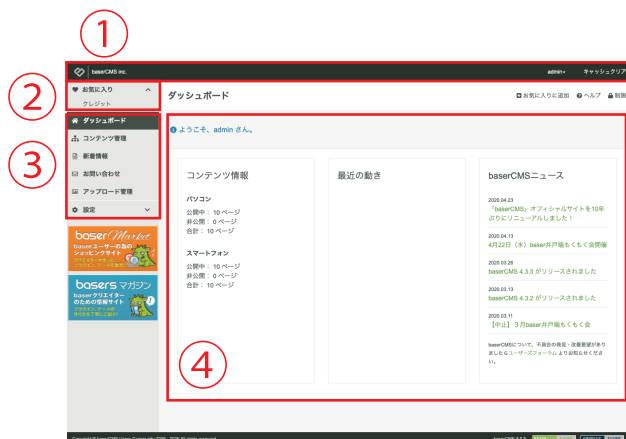 ①
baserCMS inc.
admin
キャッシュクリア
②
お気に入り
クレジット
ダッシュボード
お気に入りに追加
ヘルプ
制限
③
ダッシュボード
コンテンツ管理
新着情報
お問い合わせ
アップロード管理
設定
baser Market
baserユーザーの為の
ショッピングサイト
basers マガジン
baserクリエイター
のための情報サイト
ようこそ、admin さん。
コンテンツ情報
パソコン
公開中： 10 ページ
非公開： 0 ページ
合計： 10 ページ
スマートフォン
公開中： 10 ページ
非公開： 0 ページ
合計： 10 ページ
④
最近の動き
baserCMSニュース
2020.04.23
「baserCMS」オフィシャルサイトを10年
ぶりにリニューアルしました！
2020.04.13
4月22日（水）baser井戸端もくもく会開催
2020.03.26
baserCMS 4.3.3 がリリースされました
2020.03.13
baserCMS 4.3.2 がリリースされました
2020.03.11
【中止】３月baser井戸端もくもく会
baserCMSについて、不具合の発見・改善要望があり
ましたらユーザーズフォーラム よりお知らせくださ
い。